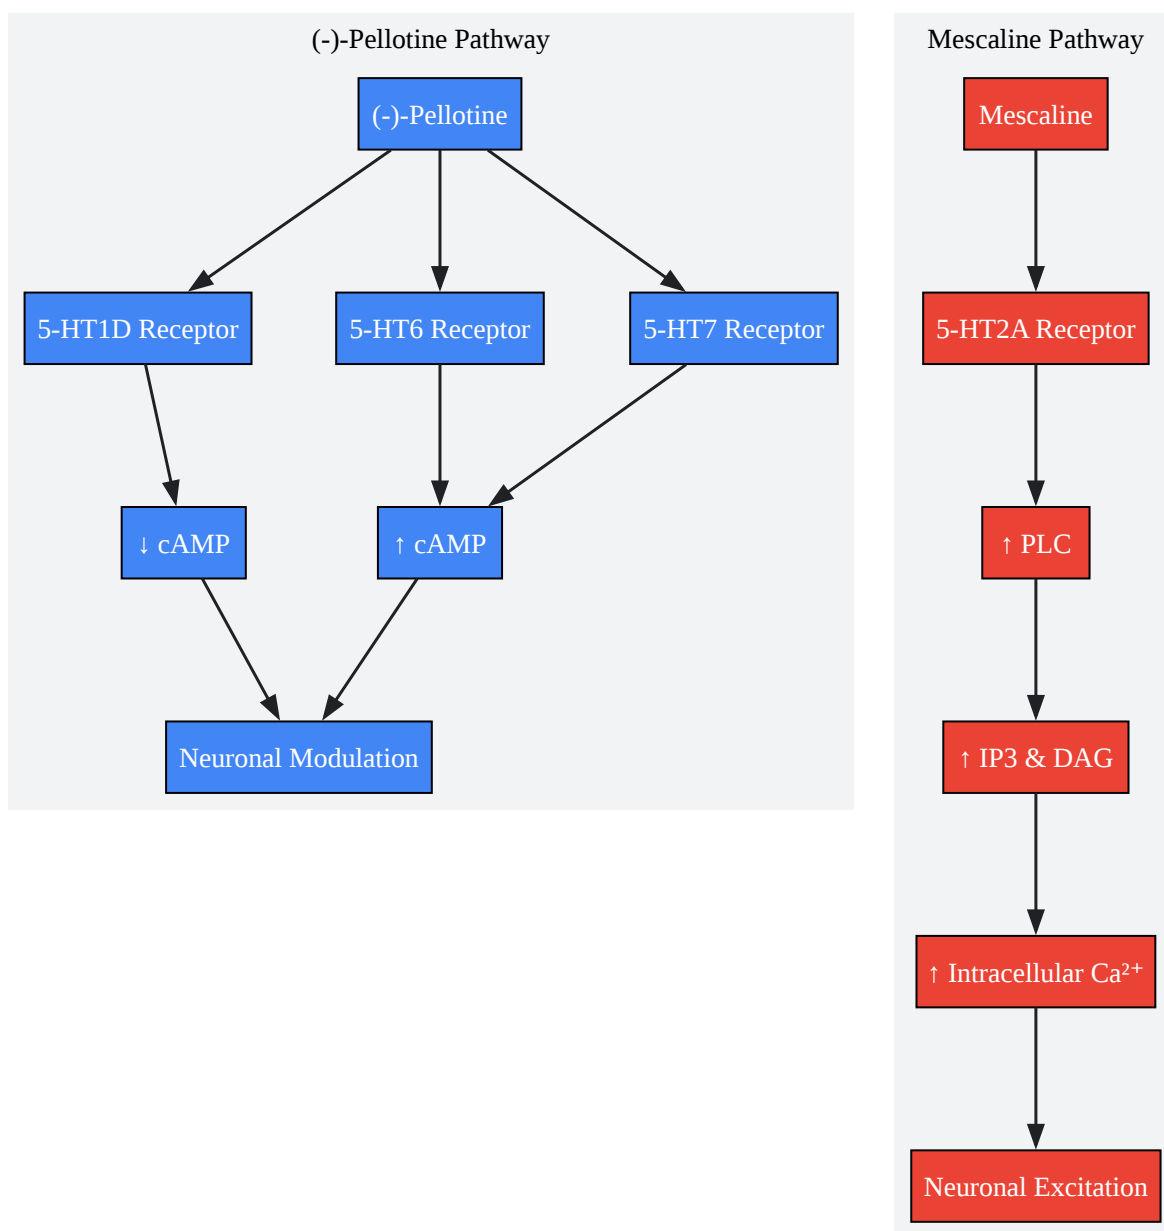 (-)-Pellotine Pathway
(-)-Pellotine
5-HT1D Receptor
5-HT6 Receptor
5-HT7 Receptor
↓ cAMP
↑ cAMP
Neuronal Modulation
Mescaline Pathway
Mescaline
5-HT2A Receptor
↑ PLC
↑ IP3 & DAG
↑ Intracellular Ca²⁺
Neuronal Excitation